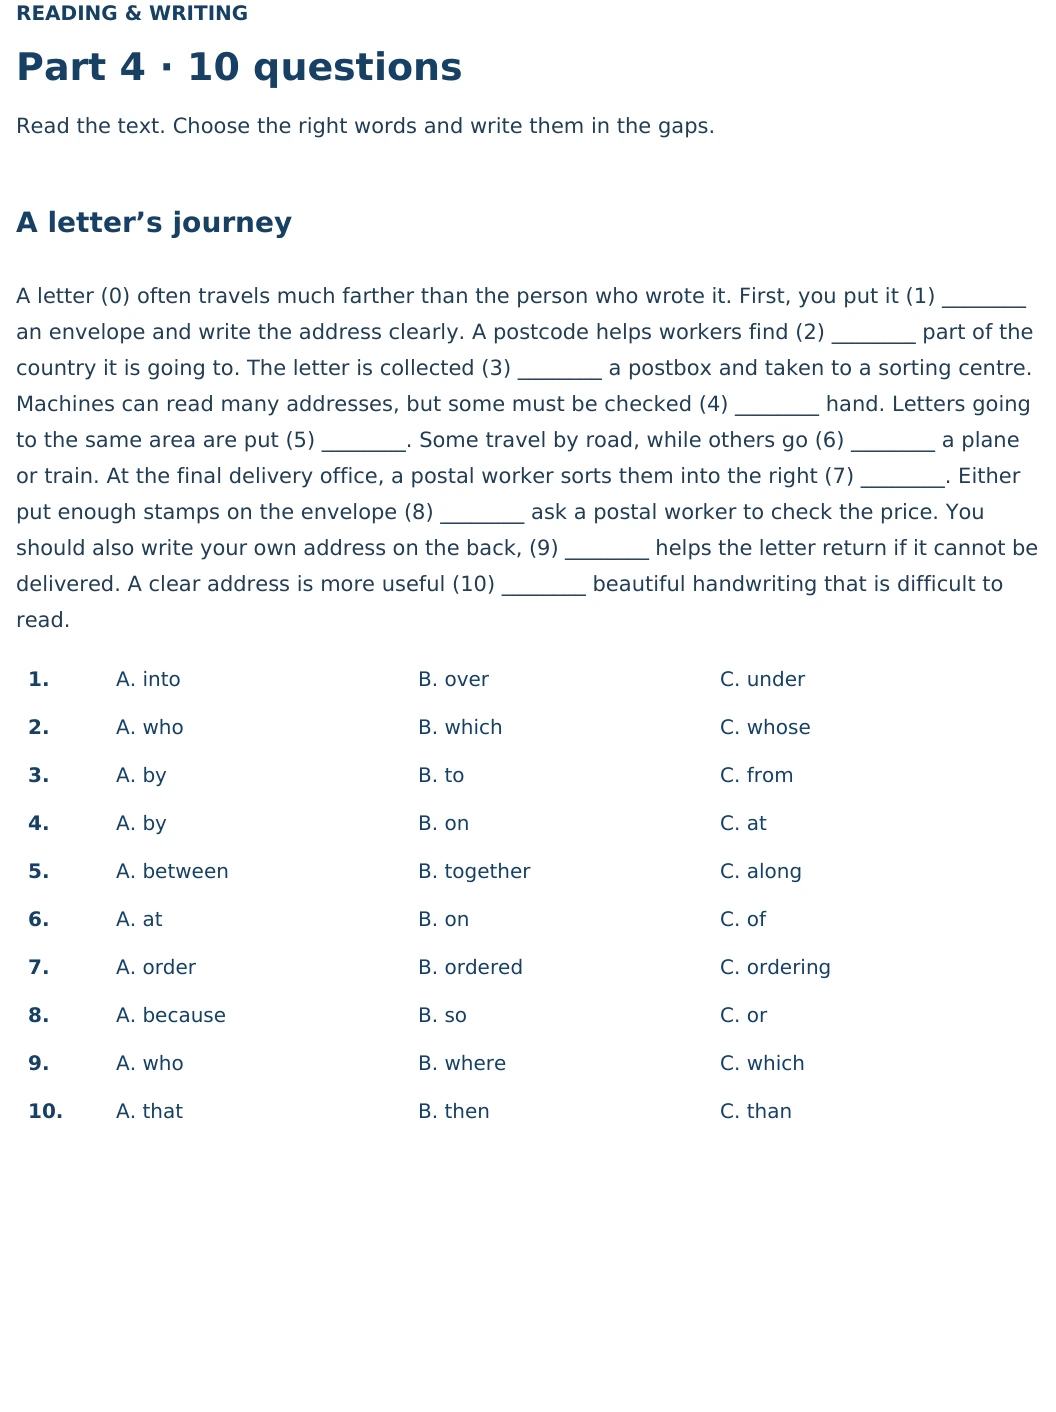 READING & WRITING
Part 4 · 10 questions
Read the text. Choose the right words and write them in the gaps.
A letter’s journey
A letter (0) often travels much farther than the person who wrote it. First, you put it (1) ________
an envelope and write the address clearly. A postcode helps workers find (2) ________ part of the
country it is going to. The letter is collected (3) ________ a postbox and taken to a sorting centre.
Machines can read many addresses, but some must be checked (4) ________ hand. Letters going
to the same area are put (5) ________. Some travel by road, while others go (6) ________ a plane
or train. At the final delivery office, a postal worker sorts them into the right (7) ________. Either
put enough stamps on the envelope (8) ________ ask a postal worker to check the price. You
should also write your own address on the back, (9) ________ helps the letter return if it cannot be
delivered. A clear address is more useful (10) ________ beautiful handwriting that is difficult to
read.
1. A. into B. over C. under
2. A. who B. which C. whose
3. A. by B. to C. from
4. A. by B. on C. at
5. A. between B. together C. along
6. A. at B. on C. of
7. A. order B. ordered C. ordering
8. A. because B. so C. or
9. A. who B. where C. which
10. A. that B. then C. than